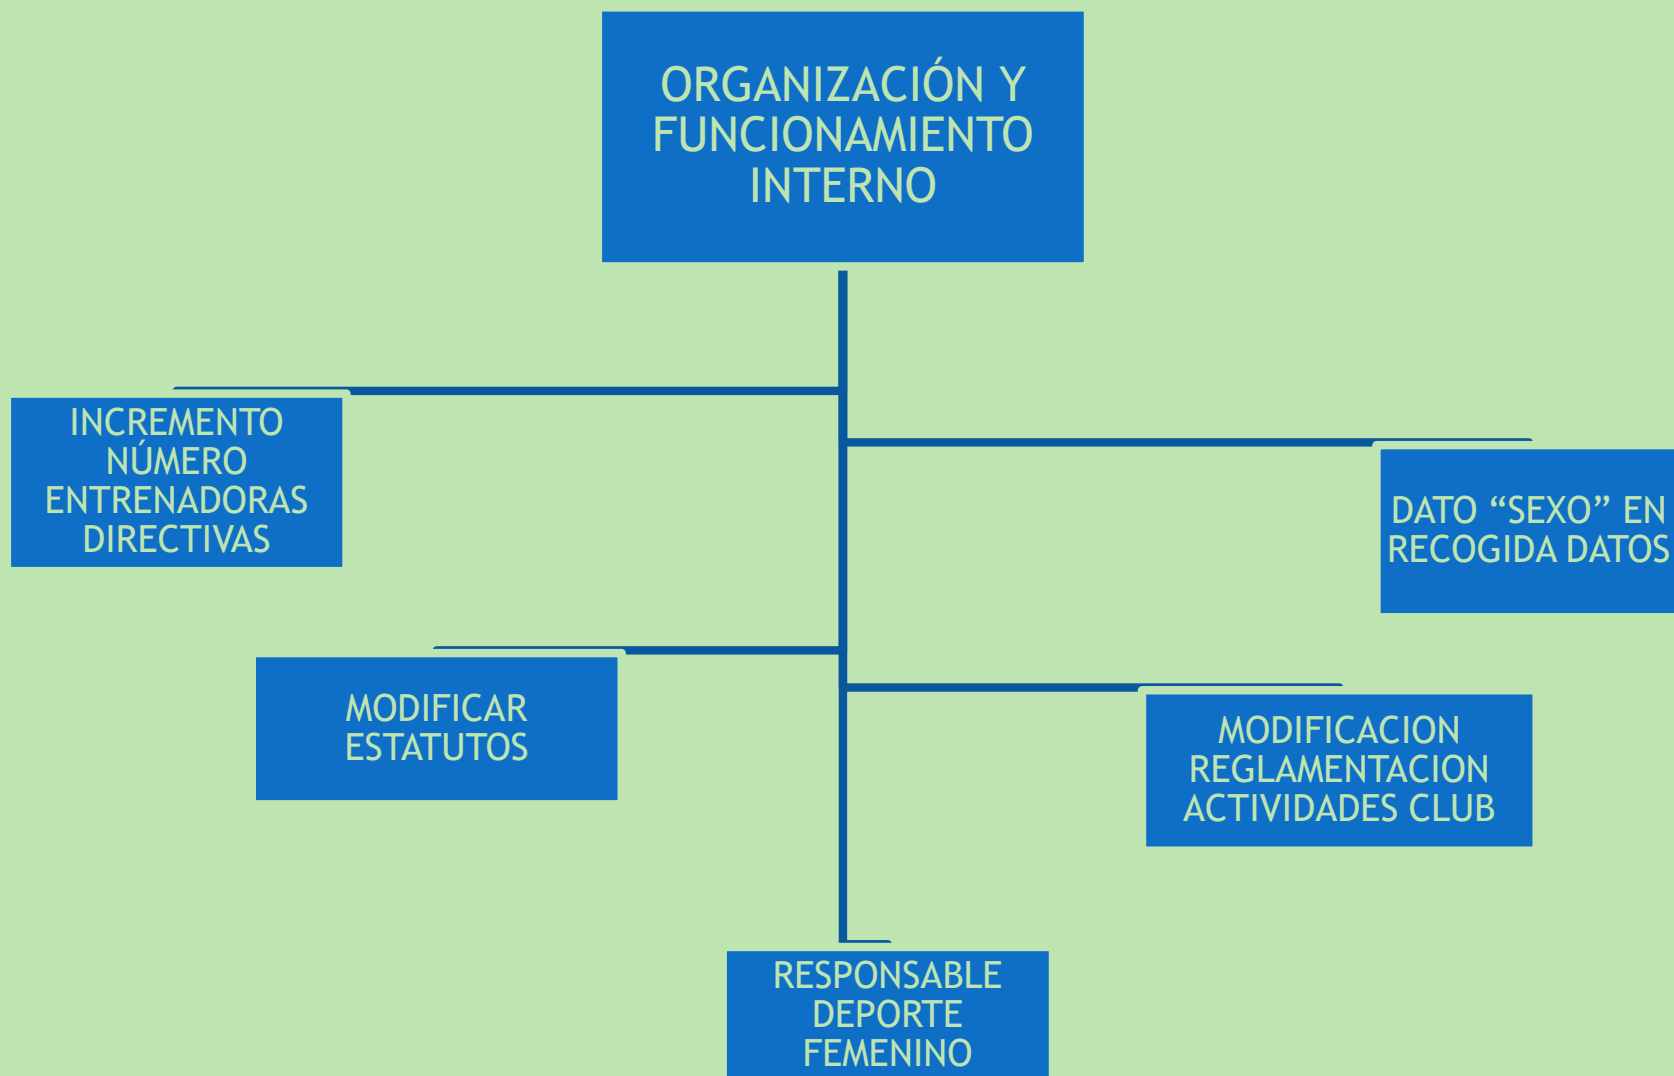 ORGANIZACIÓN Y
FUNCIONAMIENTO
INTERNO
INCREMENTO
NÚMERO
ENTRENADORAS
DIRECTIVAS
DATO “SEXO” EN
RECOGIDA DATOS
MODIFICAR
ESTATUTOS
MODIFICACION
REGLAMENTACION
ACTIVIDADES CLUB
RESPONSABLE
DEPORTE
FEMENINO